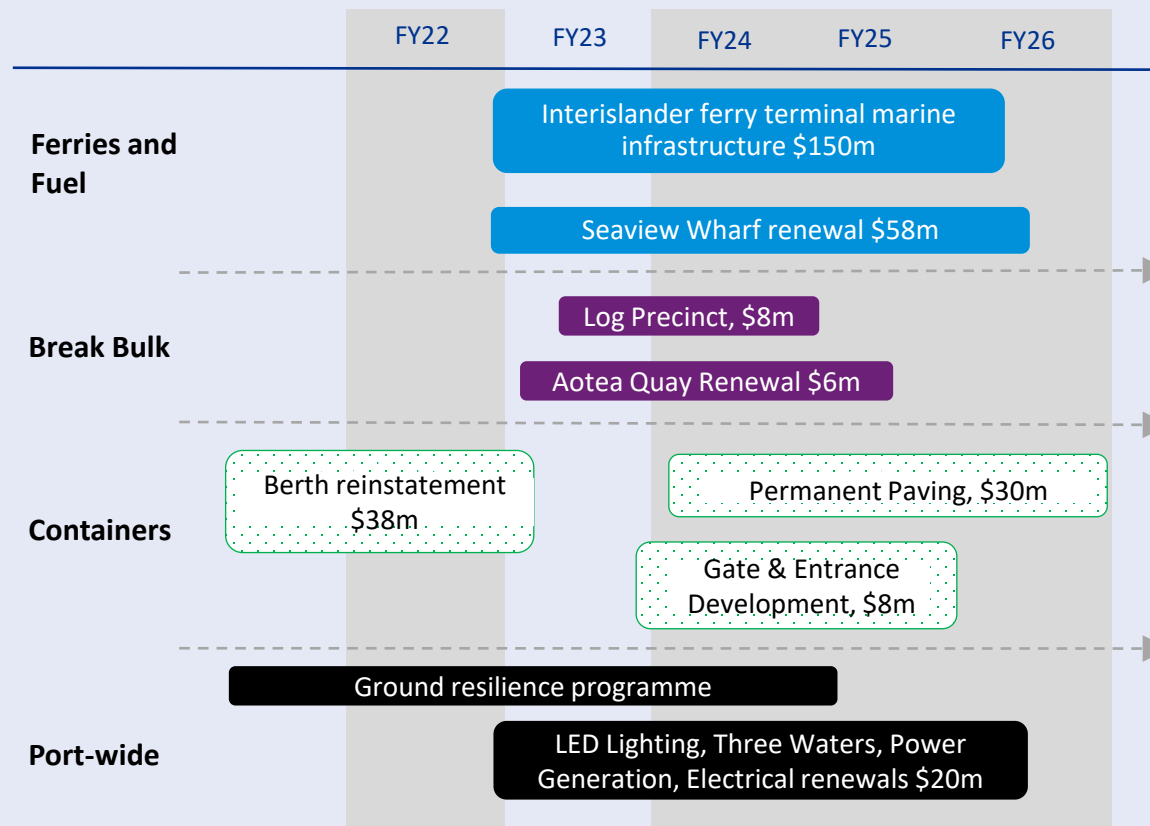 FY22 FY23 FY24 FY25 FY26
Ferries and
Fuel
Interislander ferry terminal marine
infrastructure $150m
Seaview Wharf renewal $58m
Break Bulk
Log Precinct, $8m
Aotea Quay Renewal $6m
Containers
Berth reinstatement
$38m
Permanent Paving, $30m
Gate & Entrance
Development, $8m
Port-wide
Ground resilience programme
LED Lighting, Three Waters, Power
Generation, Electrical renewals $20m